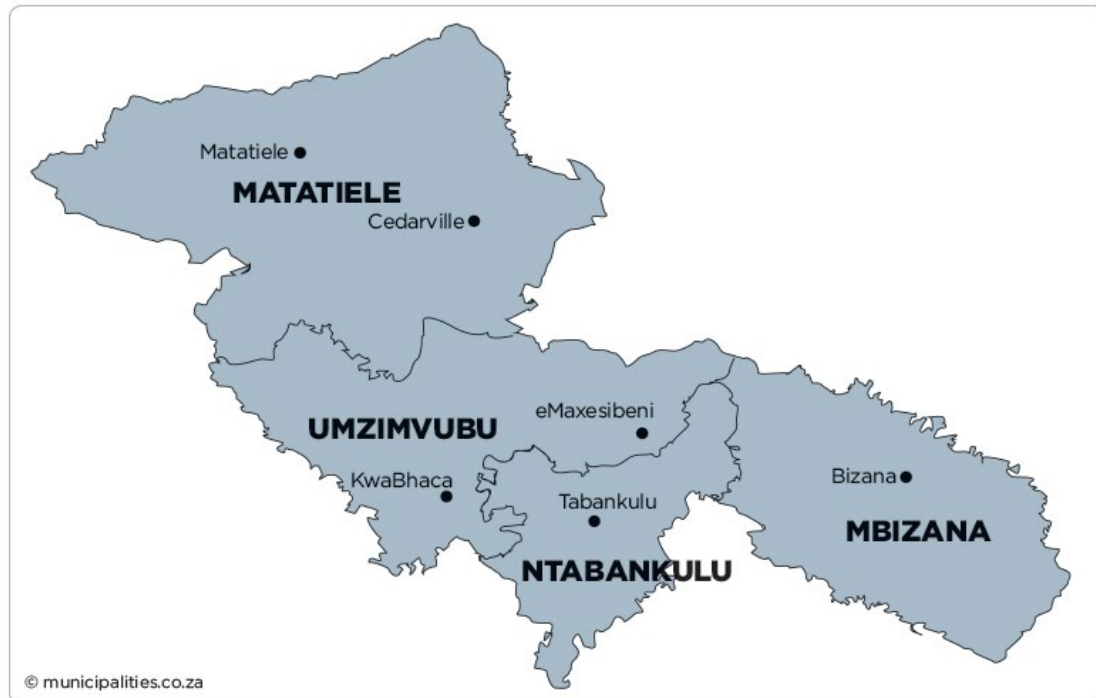 Matatiele
MATATIELE
Cedarville
eMaxesibeni
UMZIMVUBU
KwaBhaca
Tabankulu
Bizana
MBIZANA
NTABANKULU
© municipalities.co.za